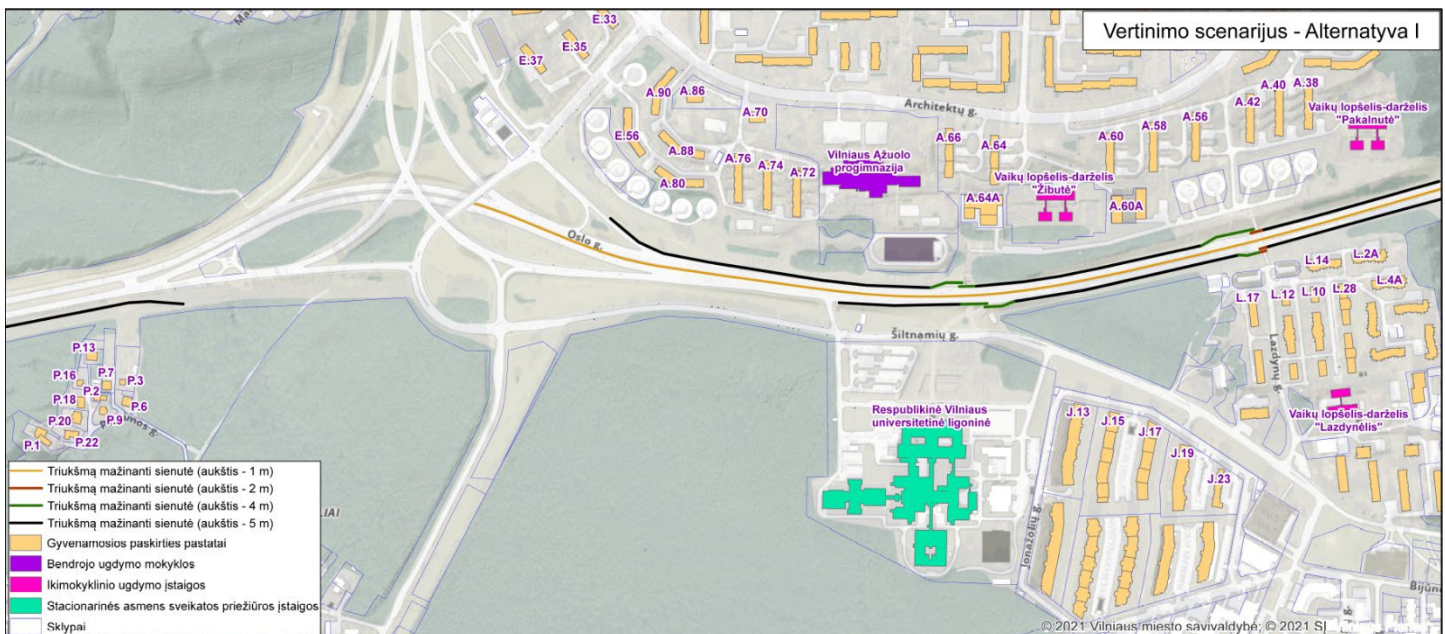 Vertinimo scenarijus - Alternatyva I
E.33
E.35
E.37
A.90
A.86
A.70
E.56
A.88
A.80
A.76
A.74
A.72
Architektų g.
Vilniaus Ąžuolo
progimnazija
A.66
A.64
A.64A
Vaikų lopšelis-darželis
"Žibutė"
A.60
A.58
A.56
A.60A
A.42
A.40
A.38
Vaikų lopšelis-darželis
"Pakalnutė"
Oslo g.
Šiltnamių g.
L.14
L.2A
L.4A
L.17
L.12
L.10
L.28
Lazdynų g.
Vaikų lopšelis-darželis
"Lazdynėlis"
P.13
P.16
P.7
P.3
P.2
P.18
P.6
P.20
P.9
P.22
P.1
Respublikinė Vilniaus
universitetinė ligoninė
J.13
J.15
J.17
J.19
J.23
Jonažolių g.
Triukšmą mažinanti sienutė (aukštis - 1 m)
Triukšmą mažinanti sienutė (aukštis - 2 m)
Triukšmą mažinanti sienutė (aukštis - 4 m)
Triukšmą mažinanti sienutė (aukštis - 5 m)
Gyvenamosios paskirties pastatai
Bendrojo ugdymo mokyklos
Ikimokyklinio ugdymo įstaigos
Stacionarinės asmens sveikatos priežiūros įstaigos
Sklypai
© 2021 Vilniaus miesto savivaldybė; © 2021